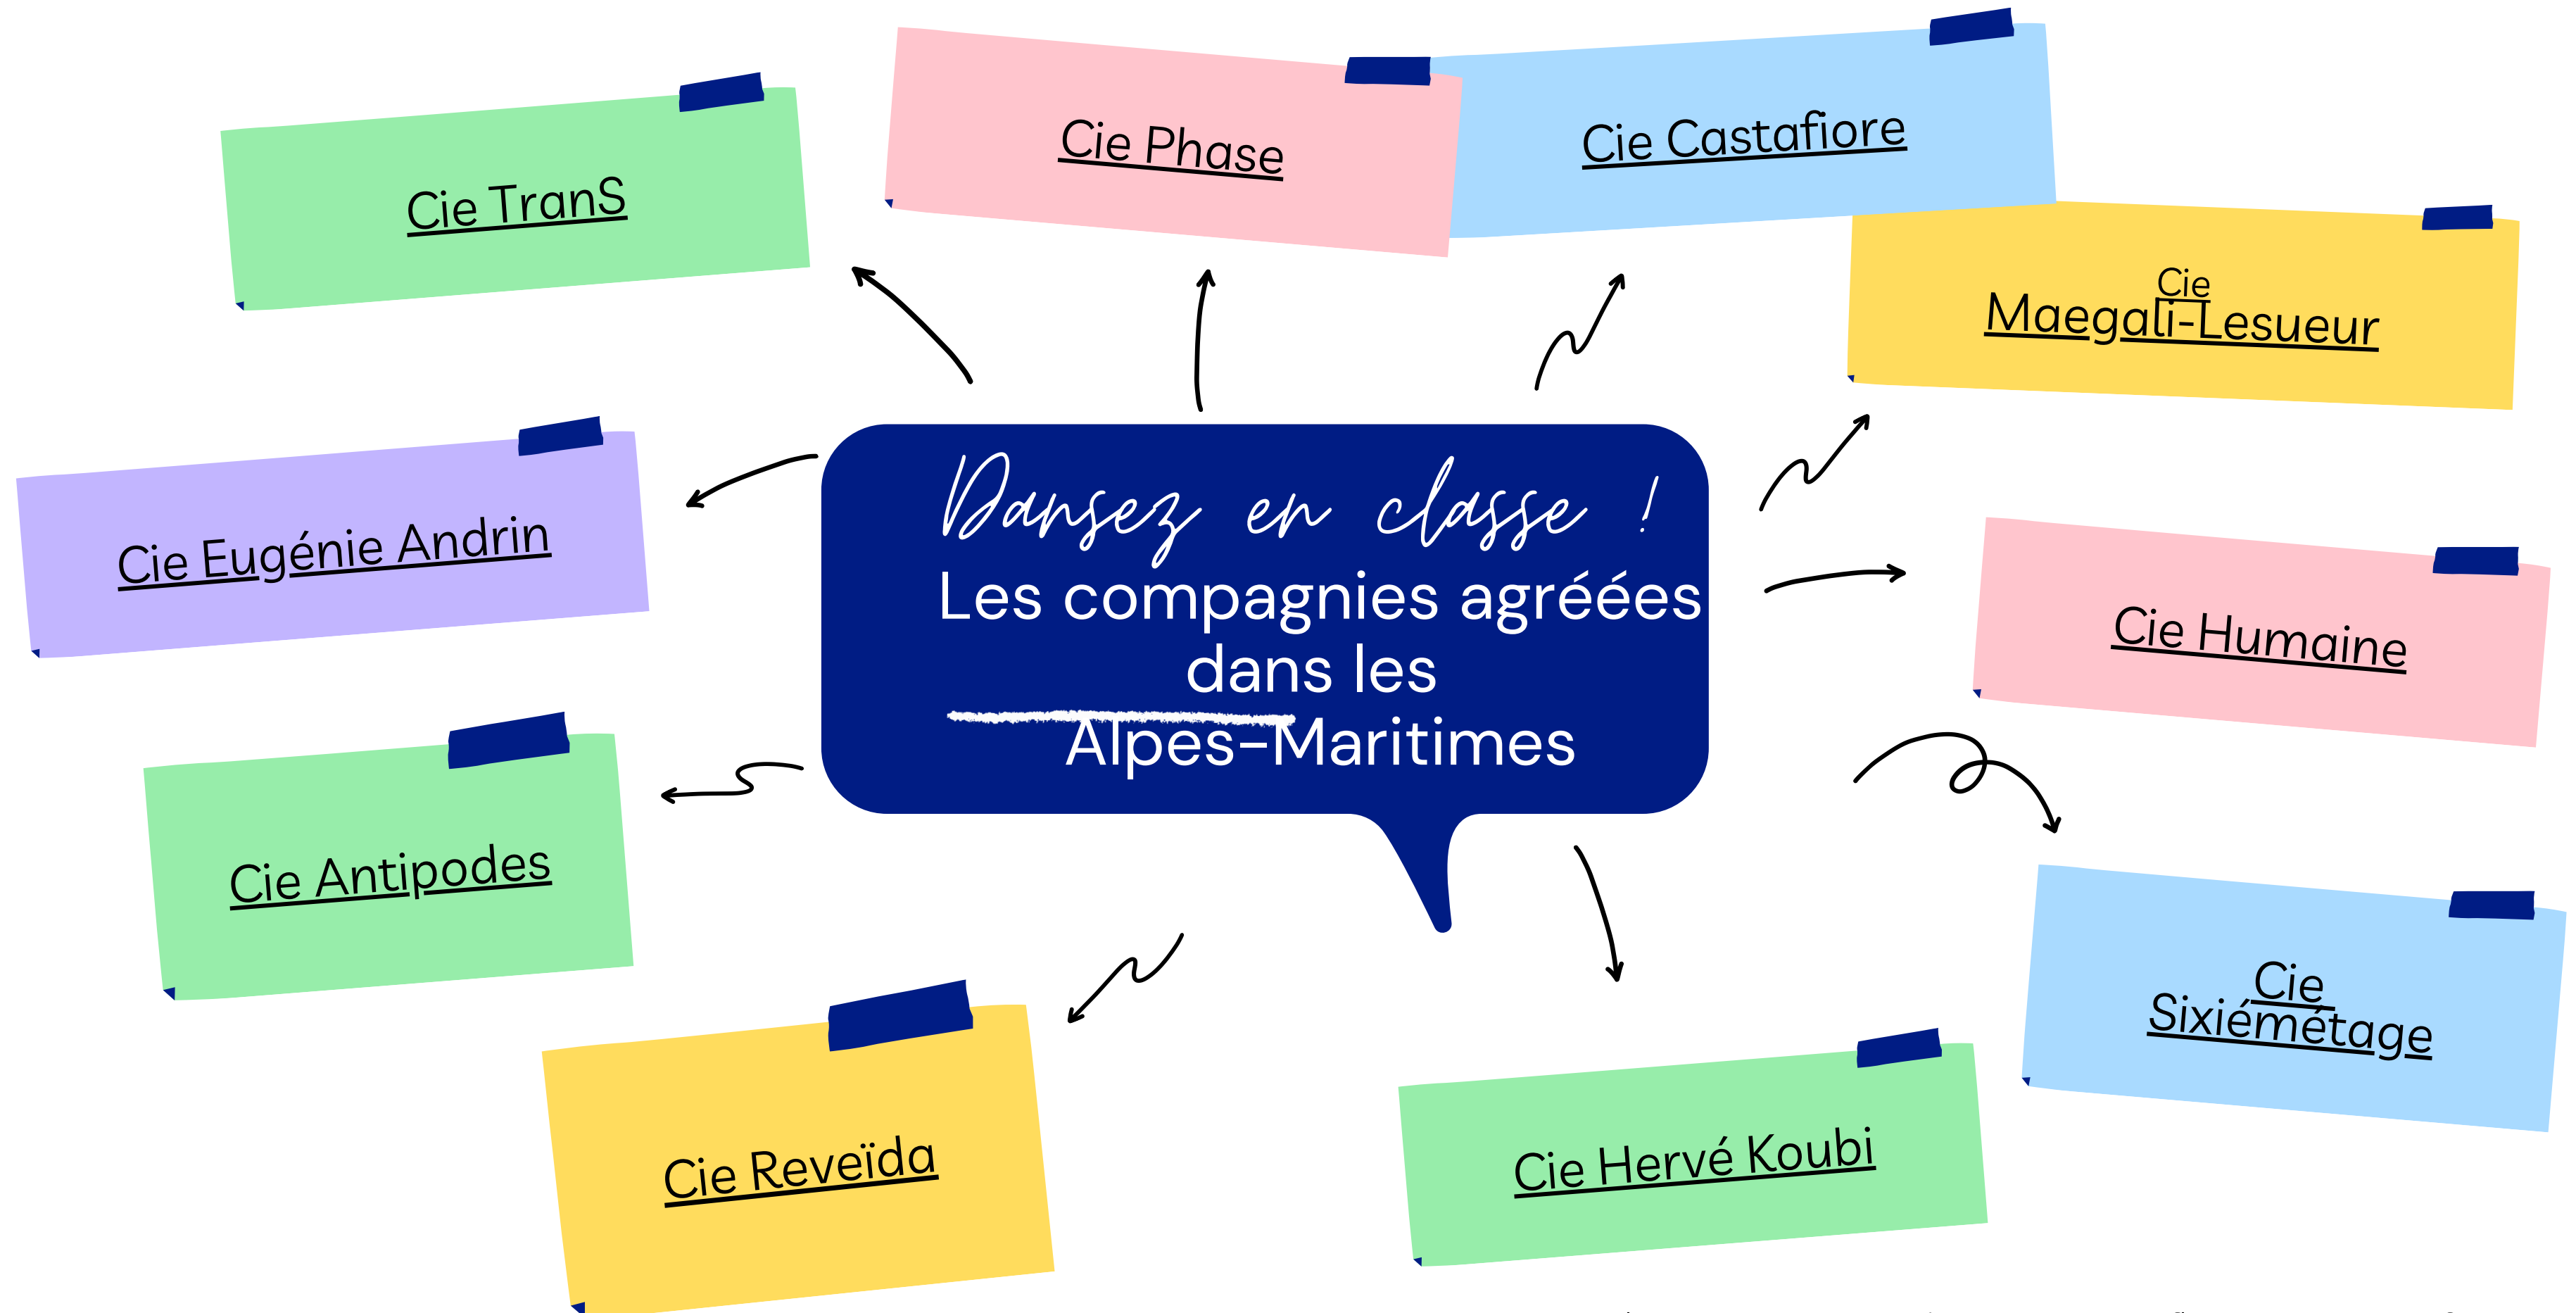 Cie TranS
Cie Phase
Cie Castafiore
Cie
Maegali-Lesueur
Cie Eugénie Andrin
Dansez en classe !
Les compagnies agréées
dans les
Alpes-Maritimes
Cie Humaine
Cie Antipodes
Cie
Sixiémétage
Cie Reveïda
Cie Hervé Koubi